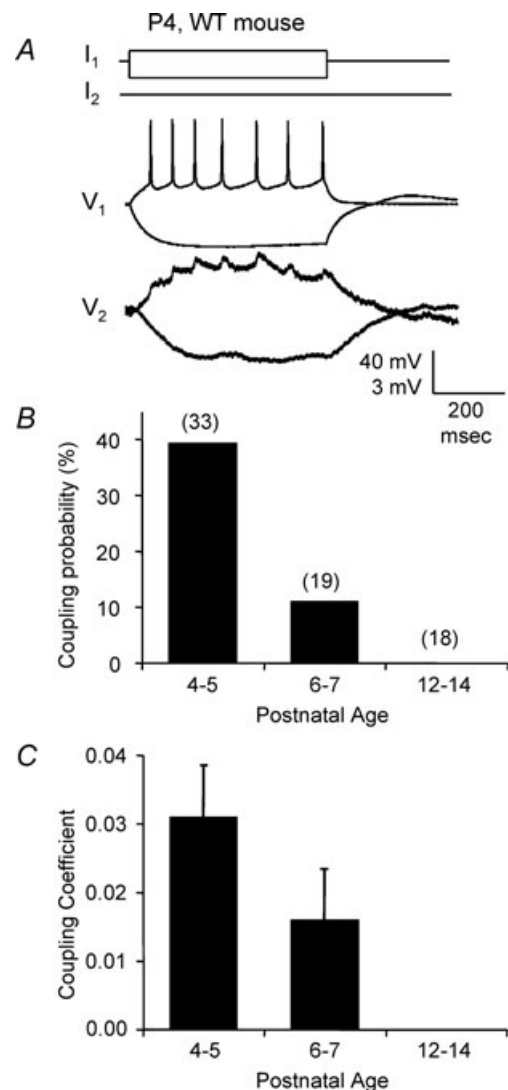 P4, WT mouse
A
I1
I2
V1
V2
40 mV
3 mV
200
msec
B
Coupling probability (%)
40
30
20
10
0
(33)
(19)
(18)
4-5
6-7
12-14
Postnatal Age
C
Coupling Coefficient
0.04
0.03
0.02
0.01
0.00
4-5
6-7
12-14
Postnatal Age